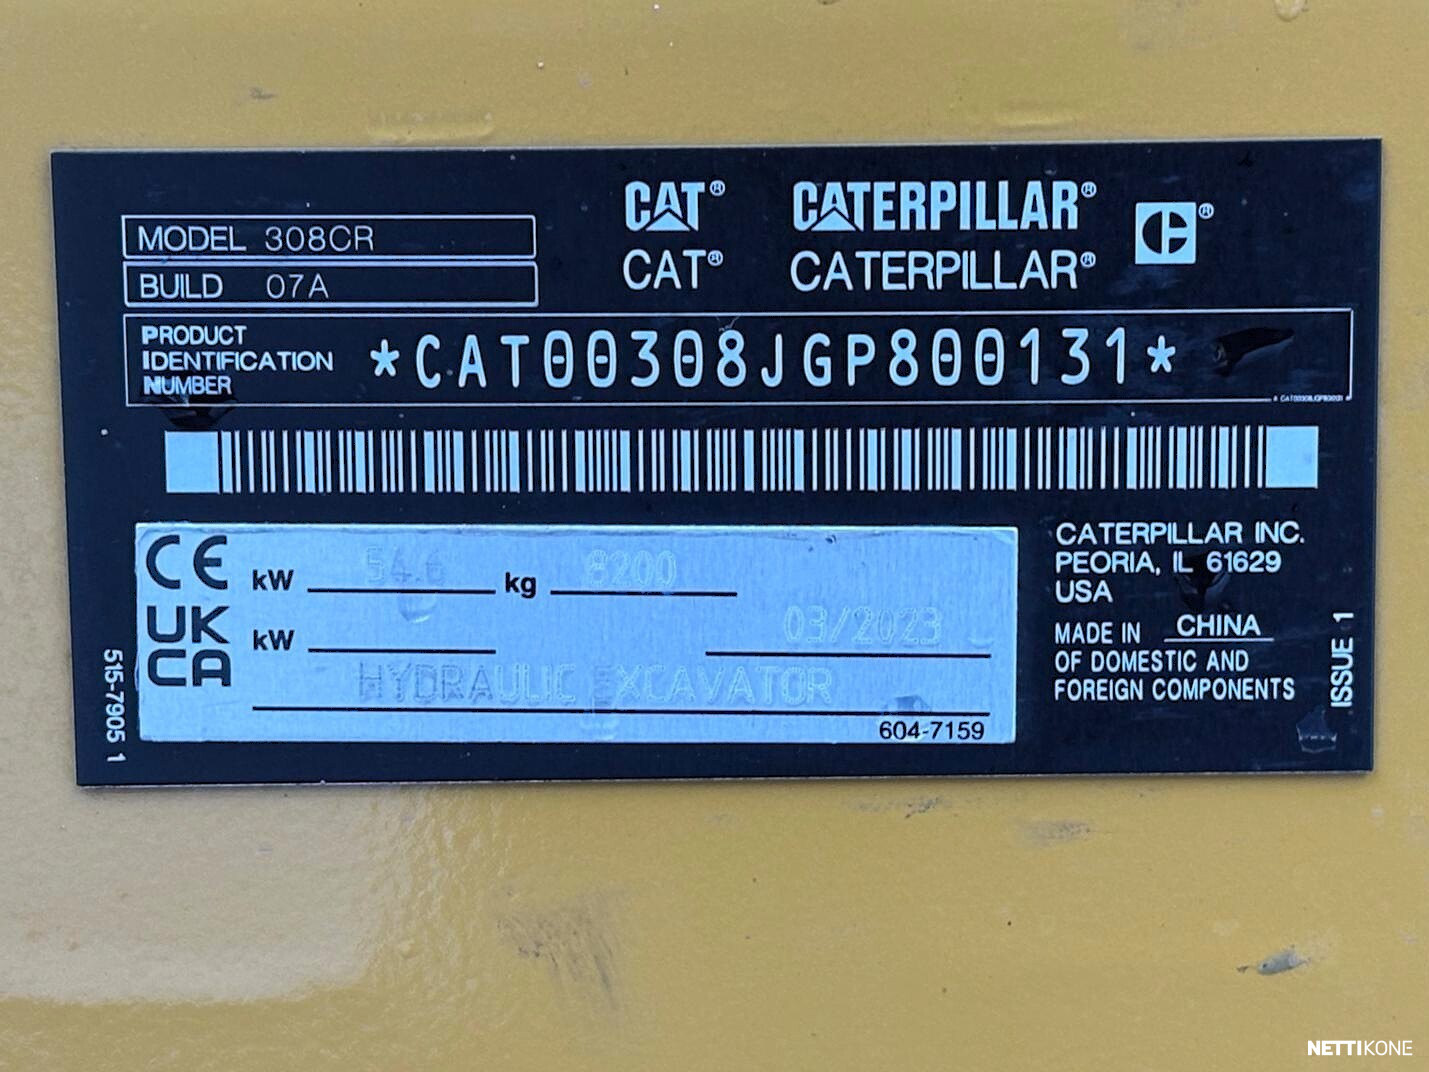 CAT® CATERPILLAR® C®
CAT® CATERPILLAR®
MODEL 308CR
BUILD 07A
PRODUCT
IDENTIFICATION
NUMBER
*CAT00308JGP800131*
* CAT00308JGP800131
CE
kW 54.6 kg 8200
UK
CA
kW 03/2023
HYDRAULIC EXCAVATOR
604-7159
CATERPILLAR INC.
PEORIA, IL 61629
USA
MADE IN CHINA
OF DOMESTIC AND
FOREIGN COMPONENTS
515-7905 1
ISSUE 1
NETTIKONE